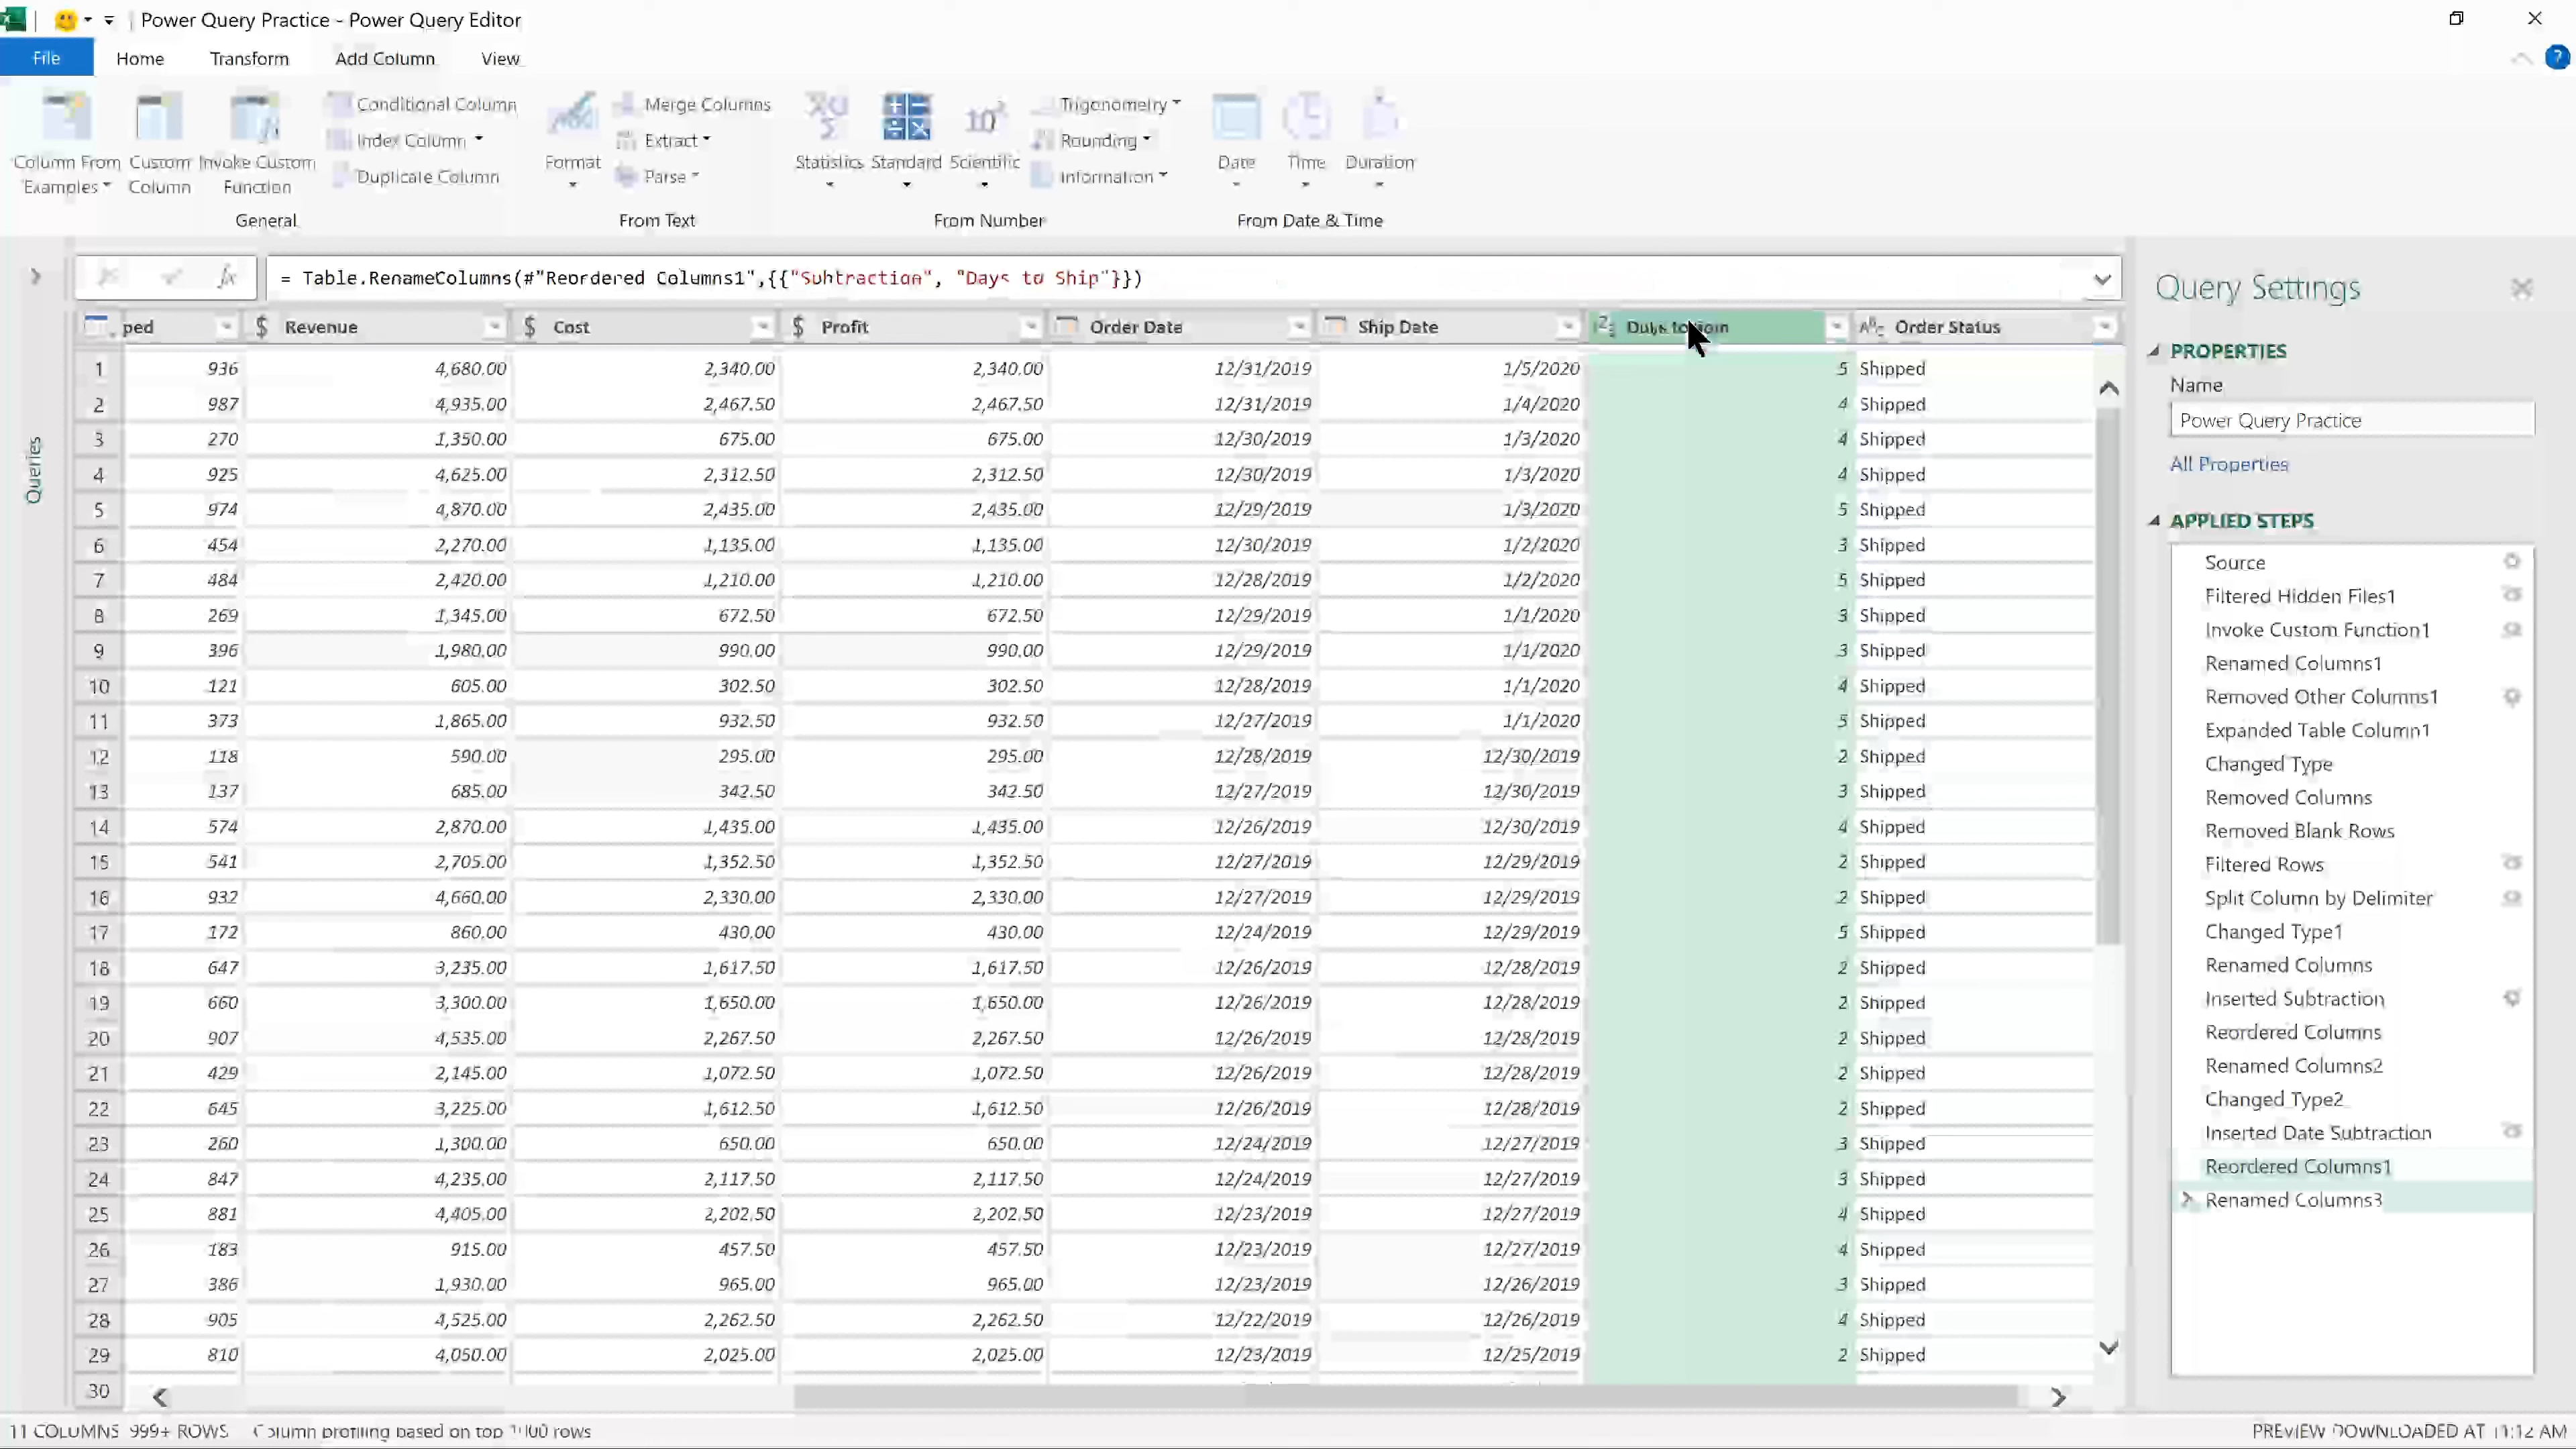 Power Query Practice - Power Query Editor
File Home Transform Add Column View
Column From Examples
Custom Column
Invoke Custom Function
Conditional Column
Index Column
Duplicate Column
General
Format
Merge Columns
Extract
Parse
From Text
Statistics
Standard
Scientific
Trigonometry
Rounding
Information
From Number
Date
Time
Duration
From Date & Time
= Table.RenameColumns(#"Reordered Columns1",{{"Subtraction", "Days to Ship"}})
Queries
ped Revenue Cost Profit Order Date Ship Date Order Status
1 936 4,680.00 2,340.00 2,340.00 12/31/2019 1/5/2020 5 Shipped
2 987 4,935.00 2,467.50 2,467.50 12/31/2019 1/4/2020 4 Shipped
3 270 1,350.00 675.00 675.00 12/30/2019 1/3/2020 4 Shipped
4 925 4,625.00 2,312.50 2,312.50 12/30/2019 1/3/2020 4 Shipped
5 974 4,870.00 2,435.00 2,435.00 12/29/2019 1/3/2020 5 Shipped
6 454 2,270.00 1,135.00 1,135.00 12/30/2019 1/2/2020 3 Shipped
7 484 2,420.00 1,210.00 1,210.00 12/28/2019 1/2/2020 5 Shipped
8 269 1,345.00 672.50 672.50 12/29/2019 1/1/2020 3 Shipped
9 396 1,980.00 990.00 990.00 12/29/2019 1/1/2020 3 Shipped
10 121 605.00 302.50 302.50 12/28/2019 1/1/2020 4 Shipped
11 373 1,865.00 932.50 932.50 12/27/2019 1/1/2020 5 Shipped
12 118 590.00 295.00 295.00 12/28/2019 12/30/2019 2 Shipped
13 137 685.00 342.50 342.50 12/27/2019 12/30/2019 3 Shipped
14 574 2,870.00 1,435.00 1,435.00 12/26/2019 12/30/2019 4 Shipped
15 541 2,705.00 1,352.50 1,352.50 12/27/2019 12/29/2019 2 Shipped
16 932 4,660.00 2,330.00 2,330.00 12/27/2019 12/29/2019 2 Shipped
17 172 860.00 430.00 430.00 12/24/2019 12/29/2019 5 Shipped
18 647 3,235.00 1,617.50 1,617.50 12/26/2019 12/28/2019 2 Shipped
19 660 3,300.00 1,650.00 1,650.00 12/26/2019 12/28/2019 2 Shipped
20 907 4,535.00 2,267.50 2,267.50 12/26/2019 12/28/2019 2 Shipped
21 429 2,145.00 1,072.50 1,072.50 12/26/2019 12/28/2019 2 Shipped
22 645 3,225.00 1,612.50 1,612.50 12/26/2019 12/28/2019 2 Shipped
23 260 1,300.00 650.00 650.00 12/24/2019 12/27/2019 3 Shipped
24 847 4,235.00 2,117.50 2,117.50 12/24/2019 12/27/2019 3 Shipped
25 881 4,405.00 2,202.50 2,202.50 12/23/2019 12/27/2019 4 Shipped
26 183 915.00 457.50 457.50 12/23/2019 12/27/2019 4 Shipped
27 386 1,930.00 965.00 965.00 12/23/2019 12/26/2019 3 Shipped
28 905 4,525.00 2,262.50 2,262.50 12/22/2019 12/26/2019 4 Shipped
29 810 4,050.00 2,025.00 2,025.00 12/23/2019 12/25/2019 2 Shipped
30
Query Settings
PROPERTIES
Name
Power Query Practice
All Properties
APPLIED STEPS
Source
Filtered Hidden Files1
Invoke Custom Function1
Renamed Columns1
Removed Other Columns1
Expanded Table Column1
Changed Type
Removed Columns
Removed Blank Rows
Filtered Rows
Split Column by Delimiter
Changed Type1
Renamed Columns
Inserted Subtraction
Reordered Columns
Renamed Columns2
Changed Type2
Inserted Date Subtraction
Reordered Columns1
Renamed Columns3
11 COLUMNS 999+ ROWS Column profiling based on top 1000 rows
PREVIEW DOWNLOADED AT 11:12 AM